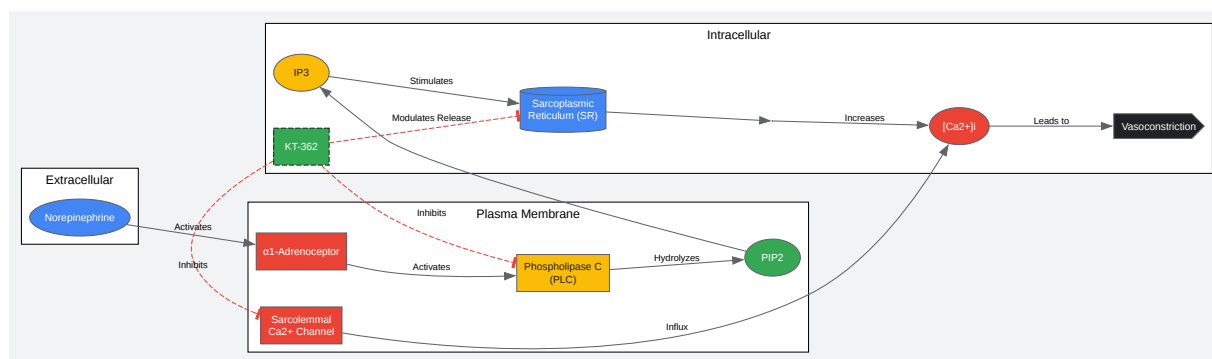 Intracellular
IP3
Stimulates
Sarcoplasmic
Reticulum (SR)
Modulates Release
KT-362
Increases
[Ca2+]i
Leads to
Vasoconstriction
Extracellular
Norepinephrine
Activates
Inhibits
Plasma Membrane
Inhibits
α1-Adrenoceptor
Activates
Phospholipase C
(PLC)
Hydrolyzes
PIP2
Sarcolemmal
Ca2+ Channel
Influx